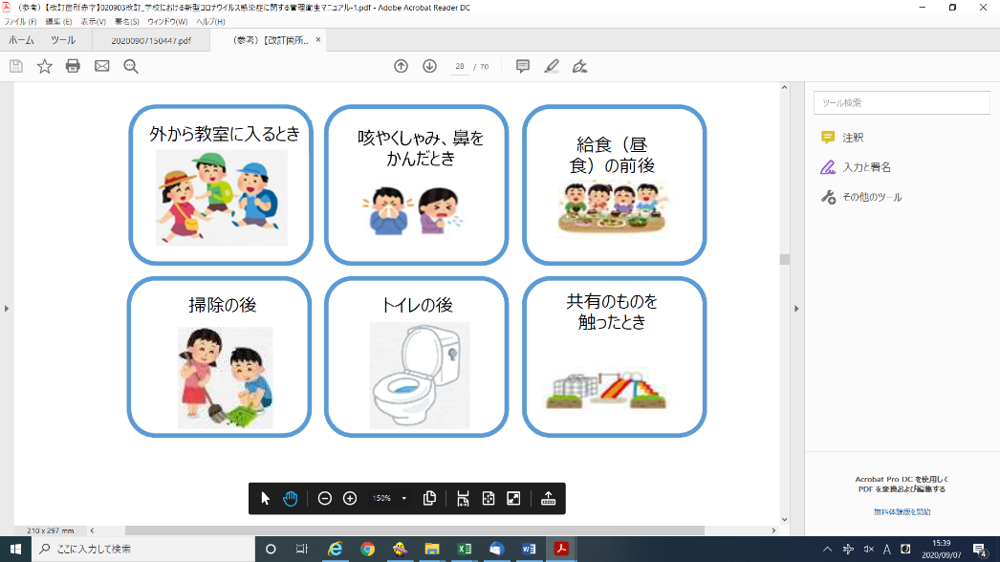 （参考）【改訂箇所赤字】020903改訂_学校における新型コロナウイルス感染症に関する管理衛生マニュアル-1.pdf - Adobe Acrobat Reader DC
ファイル(F) 編集(E) 表示(V) 署名(S) ウィンドウ(W) ヘルプ(H)
ホーム ツール 20200907150447.pdf （参考）【改訂箇所... ×
28 / 70
ツール検索
注釈
入力と署名
その他のツール
外から教室に入るとき
咳やくしゃみ、鼻を
かんだとき
給食（昼
食）の前後
掃除の後
トイレの後
共有のものを
触ったとき
150%
Acrobat Pro DC を使用して
PDF を変換および編集する
無料体験版を開始
210 x 297 mm
ここに入力して検索
A
15:39
2020/09/07
4